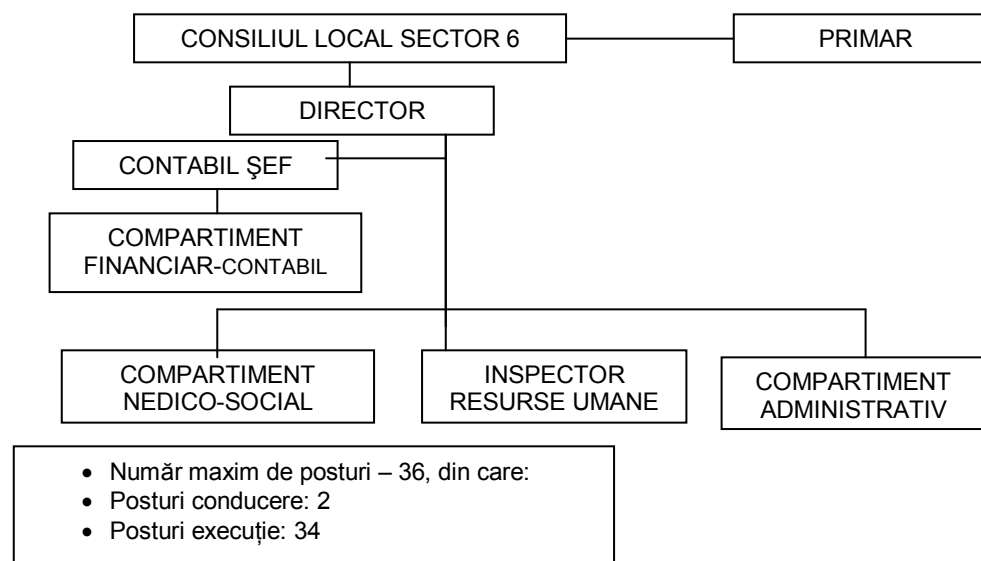 CONSILIUL LOCAL SECTOR 6
PRIMAR
DIRECTOR
CONTABIL ŞEF
COMPARTIMENT
FINANCIAR-CONTABIL
COMPARTIMENT
NEDICO-SOCIAL
INSPECTOR
RESURSE UMANE
COMPARTIMENT
ADMINISTRATIV
• Număr maxim de posturi – 36, din care:
• Posturi conducere: 2
• Posturi execuție: 34